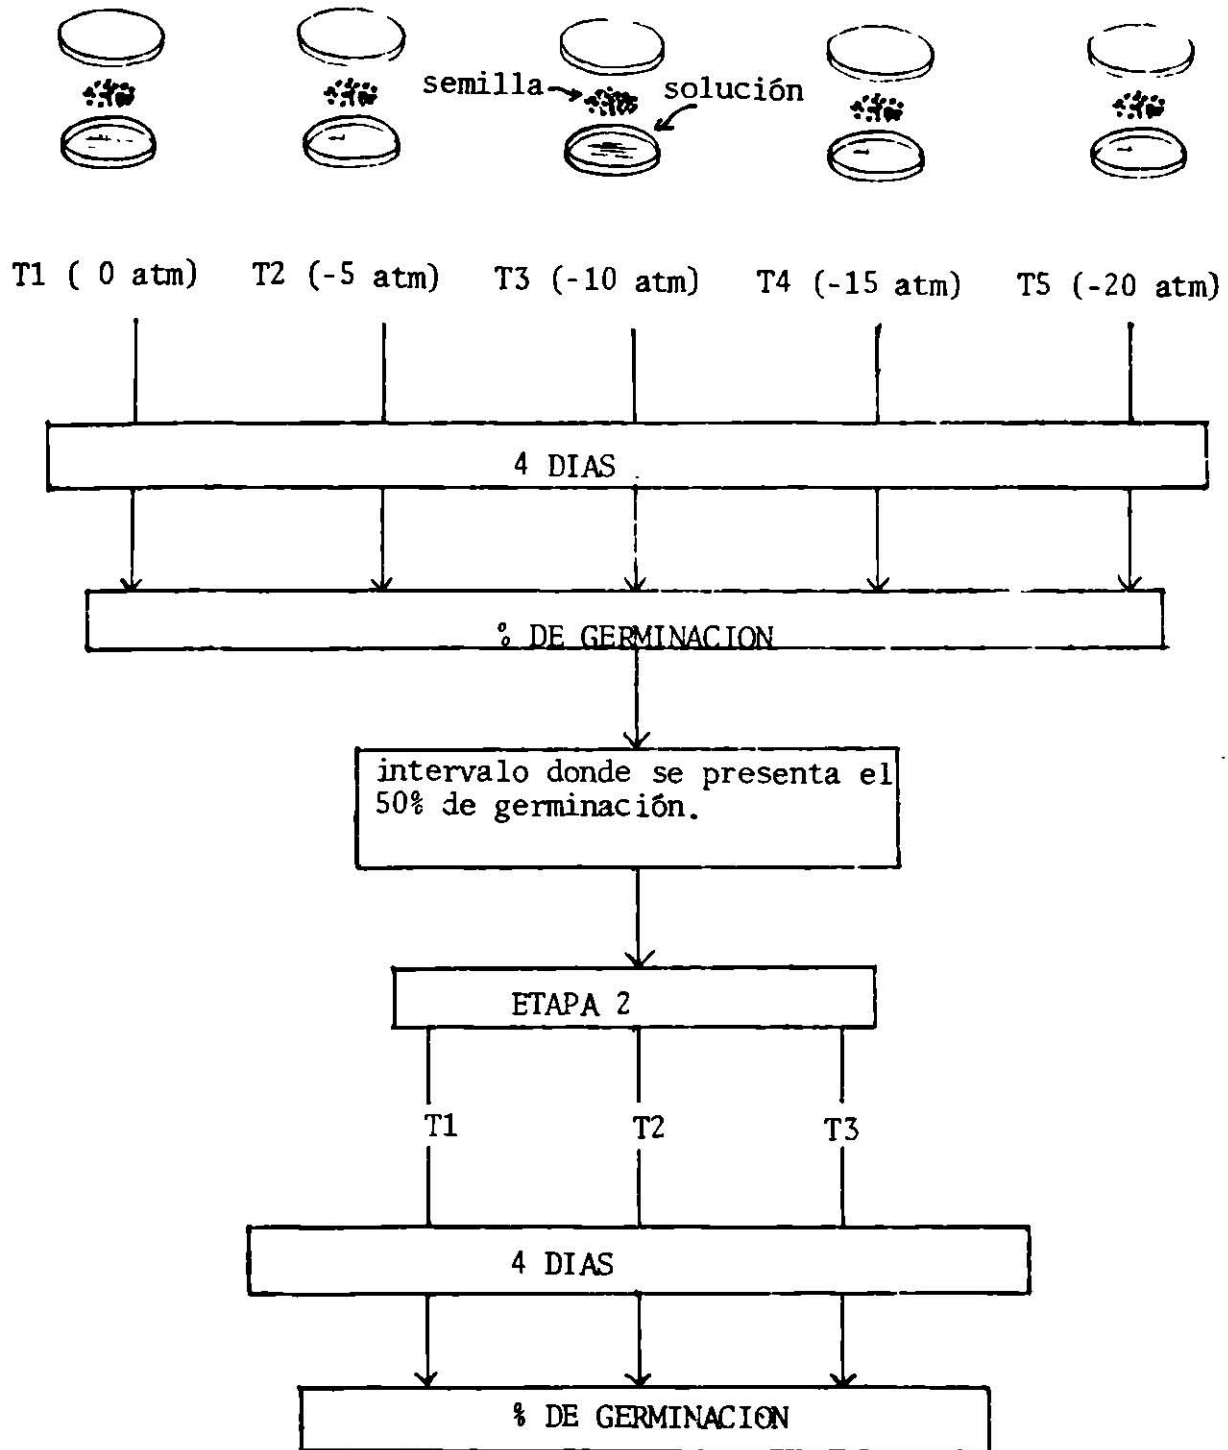 semilla solución
T1 ( 0 atm) T2 (-5 atm) T3 (-10 atm) T4 (-15 atm) T5 (-20 atm)
4 DIAS
% DE GERMINACION
intervalo donde se presenta el
50% de germinación.
ETAPA 2
T1 T2 T3
4 DIAS
% DE GERMINACION